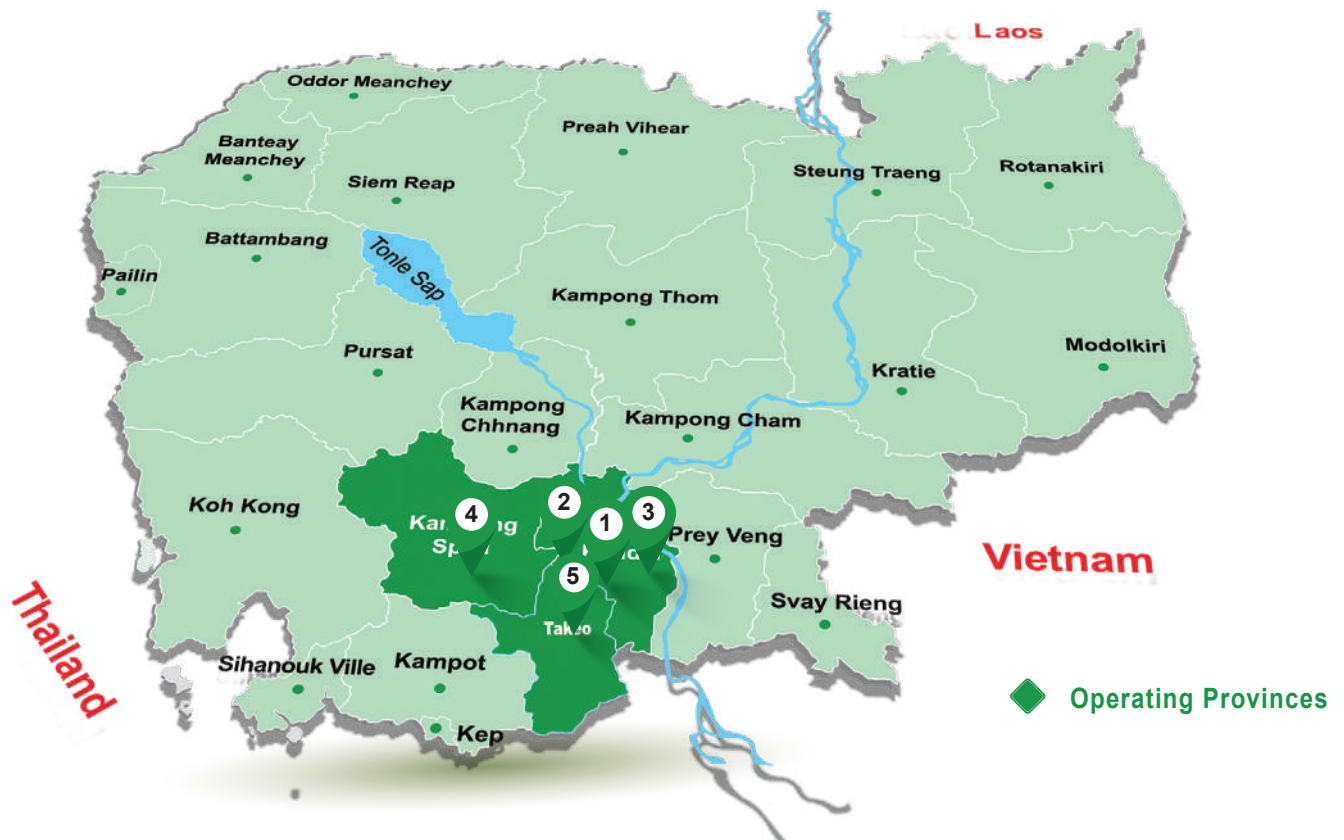 Laos
Oddor Meanchey
Preah Vihear
Banteay
Meanchey
Steung Traeng
Rotanakiri
Siem Reap
Battambang
Tonle Sap
Pailin
Kampong Thom
Pursat
Modolkiri
Kratie
Kampong
Chhnang
Kampong Cham
Koh Kong
4
2
1
3
Prey Veng
Vietnam
5
Svay Rieng
Takeo
Thailand
Sihanouk Ville
Kampot
Operating Provinces
Kep